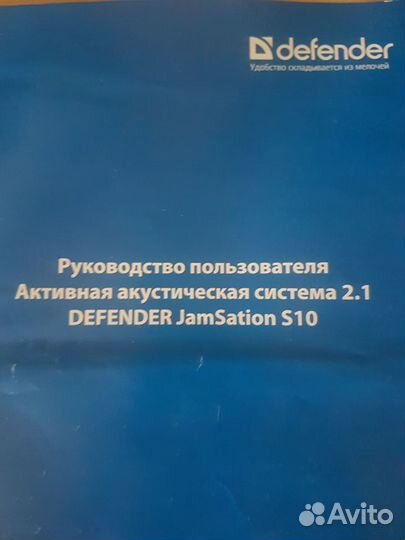 defender
Удобство складывается из мелочей
Руководство пользователя
Активная акустическая система 2.1
DEFENDER JamSation S10
Avito